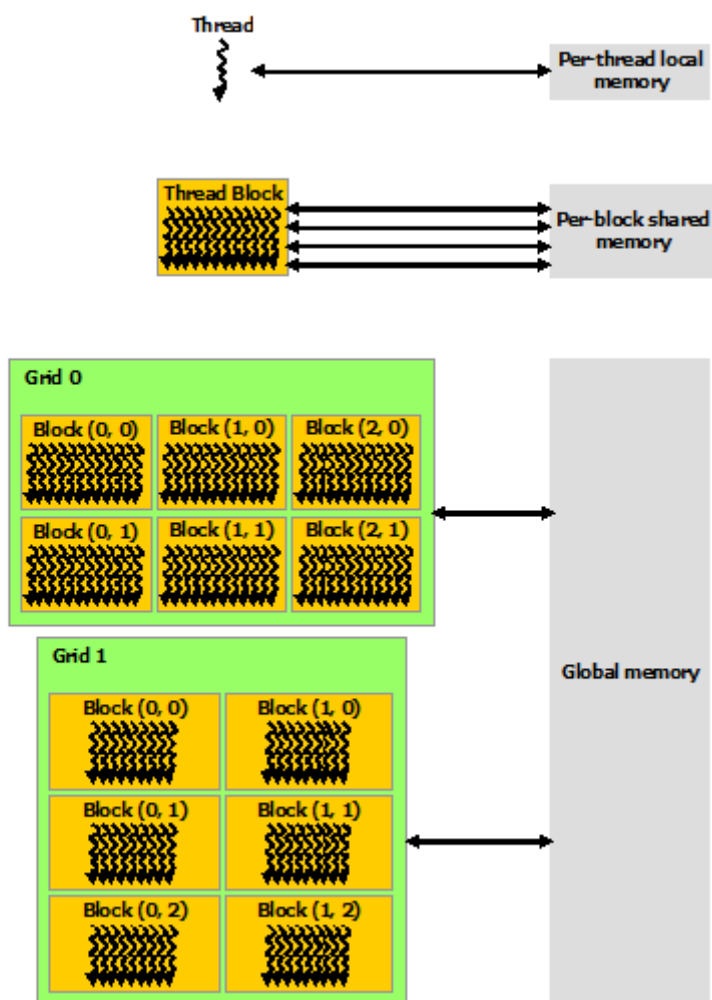 Thread
Per-thread local
memory
Thread Block
Per-block shared
memory
Grid 0
Block (0, 0) Block (1, 0) Block (2, 0)
Block (0, 1) Block (1, 1) Block (2, 1)
Grid 1
Block (0, 0) Block (1, 0)
Global memory
Block (0, 1) Block (1, 1)
Block (0, 2) Block (1, 2)